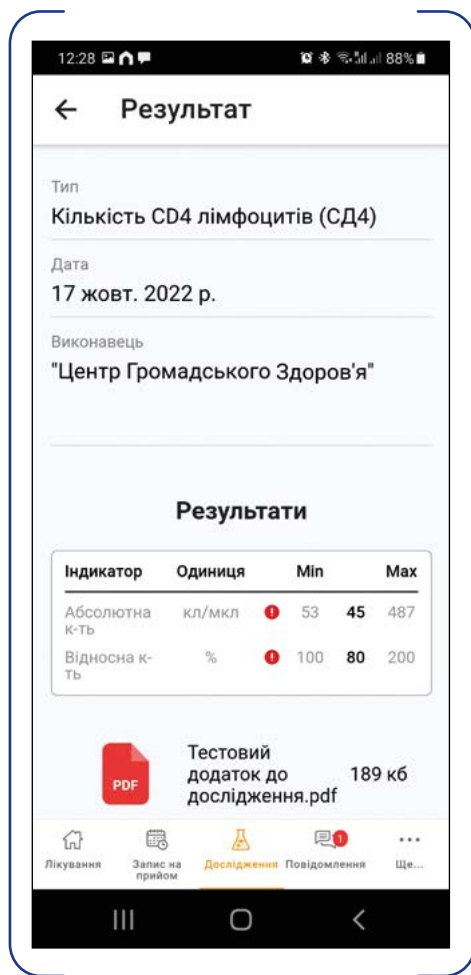 12:28 88%
Результат
Тип
Кількість CD4 лімфоцитів (СД4)
Дата
17 жовт. 2022 р.
Виконавець
"Центр Громадського Здоров'я"
Результати
Індикатор Одиниця Min Max
Абсолютна кл/мкл 53 45 487
к-ть
Відносна к- % 100 80 200
ть
PDF
Тестовий
додаток до 189 кб
дослідження.pdf
1
Лікування Запис на Дослідження Повідомлення Ще...
прийом